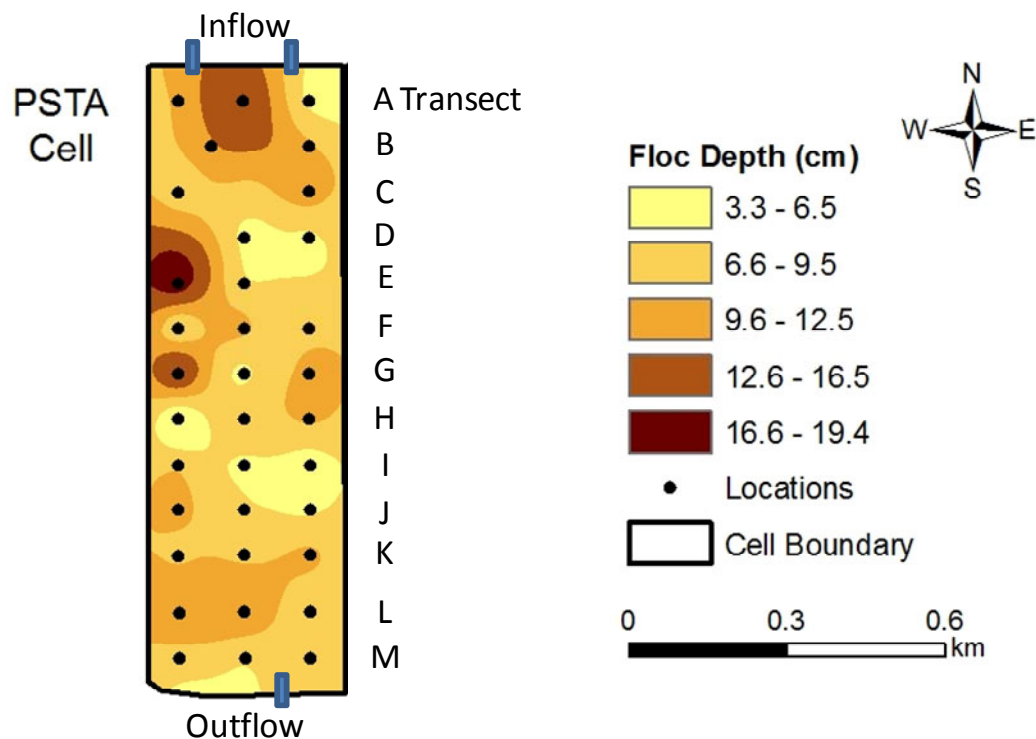 Inflow
PSTA
Cell
A Transect
B
C
D
E
F
G
H
I
J
K
L
M
Outflow
N
W E
S
Floc Depth (cm)
3.3 - 6.5
6.6 - 9.5
9.6 - 12.5
12.6 - 16.5
16.6 - 19.4
Locations
Cell Boundary
0 0.3 0.6
km